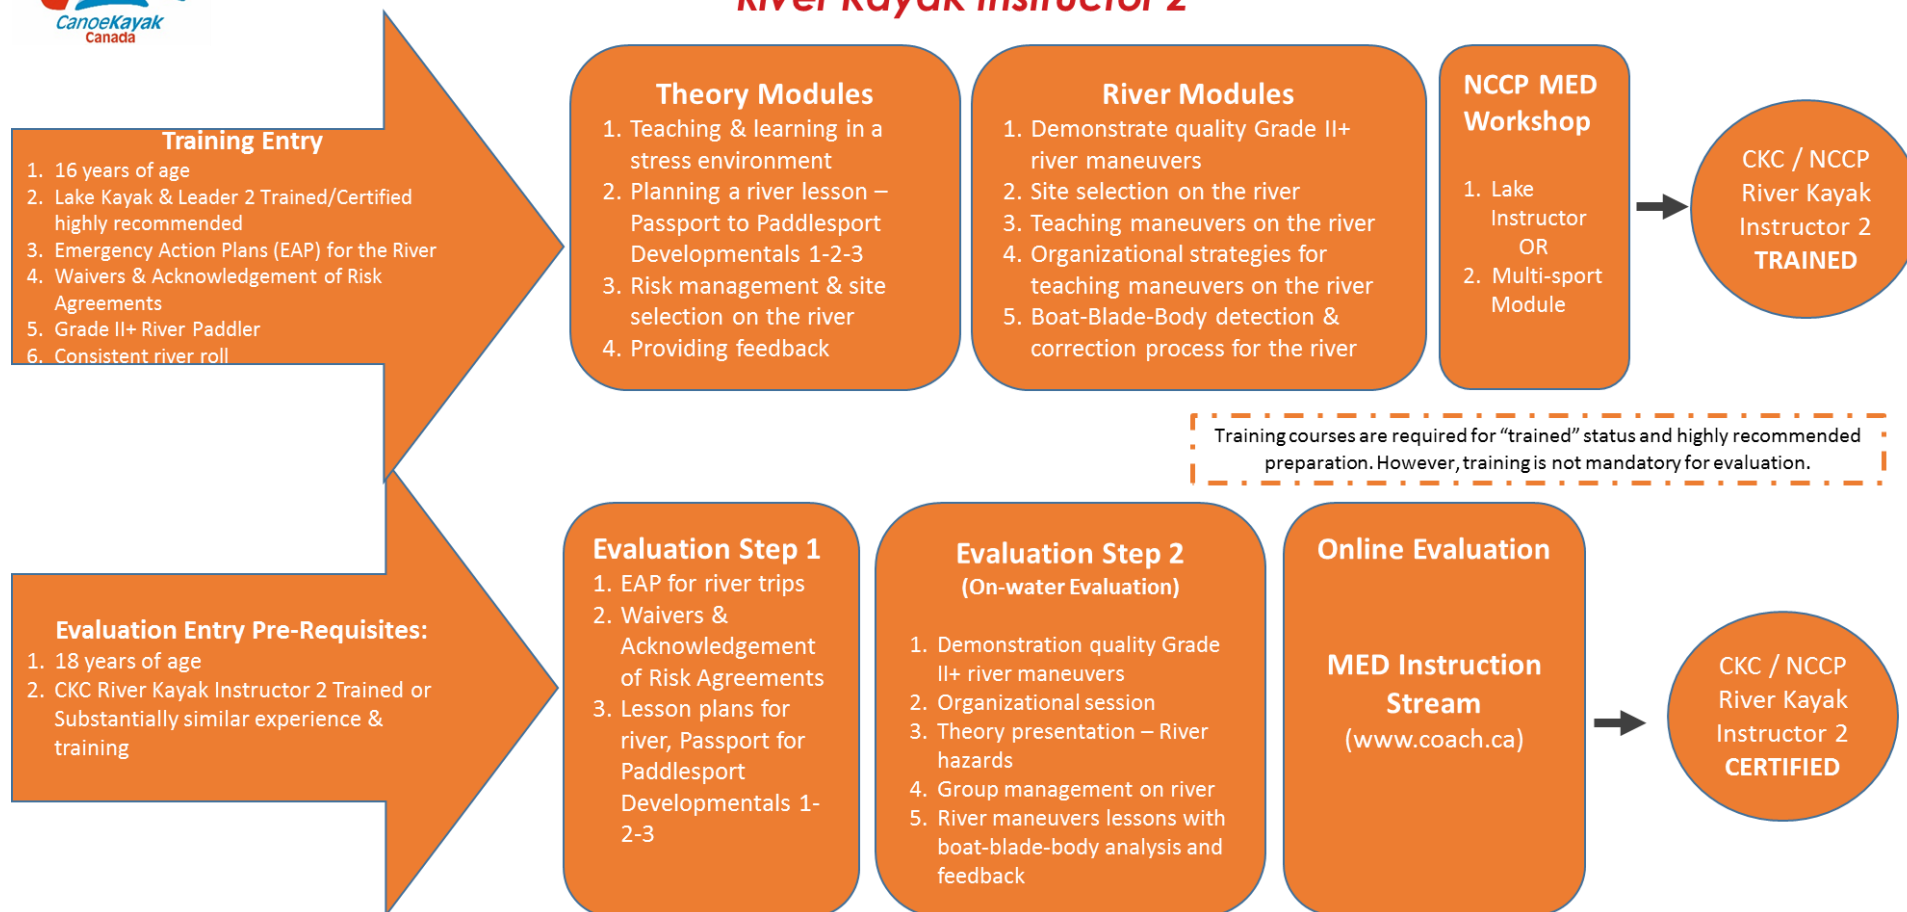 River Kayak Instructor 2
CanoeKayak
Canada
Training Entry
1. 16 years of age
2. Lake Kayak & Leader 2 Trained/Certified
highly recommended
3. Emergency Action Plans (EAP) for the River
4. Waivers & Acknowledgement of Risk
Agreements
5. Grade II+ River Paddler
6. Consistent river roll
Theory Modules
1. Teaching & learning in a
stress environment
2. Planning a river lesson –
Passport to Paddlesport
Developmentals 1-2-3
3. Risk management & site
selection on the river
4. Providing feedback
River Modules
1. Demonstrate quality Grade II+
river maneuvers
2. Site selection on the river
3. Teaching maneuvers on the river
4. Organizational strategies for
teaching maneuvers on the river
5. Boat-Blade-Body detection &
correction process for the river
NCCP MED
Workshop
1. Lake
Instructor
OR
2. Multi-sport
Module
CKC / NCCP
River Kayak
Instructor 2
TRAINED
Training courses are required for “trained” status and highly recommended
preparation. However, training is not mandatory for evaluation.
Evaluation Entry Pre-Requisites:
1. 18 years of age
2. CKC River Kayak Instructor 2 Trained or
Substantially similar experience &
training
Evaluation Step 1
1. EAP for river trips
2. Waivers &
Acknowledgement
of Risk Agreements
3. Lesson plans for
river, Passport for
Paddlesport
Developmentals 1-
2-3
Evaluation Step 2
(On-water Evaluation)
1. Demonstration quality Grade
II+ river maneuvers
2. Organizational session
3. Theory presentation – River
hazards
4. Group management on river
5. River maneuvers lessons with
boat-blade-body analysis and
feedback
Online Evaluation
MED Instruction
Stream
(www.coach.ca)
CKC / NCCP
River Kayak
Instructor 2
CERTIFIED